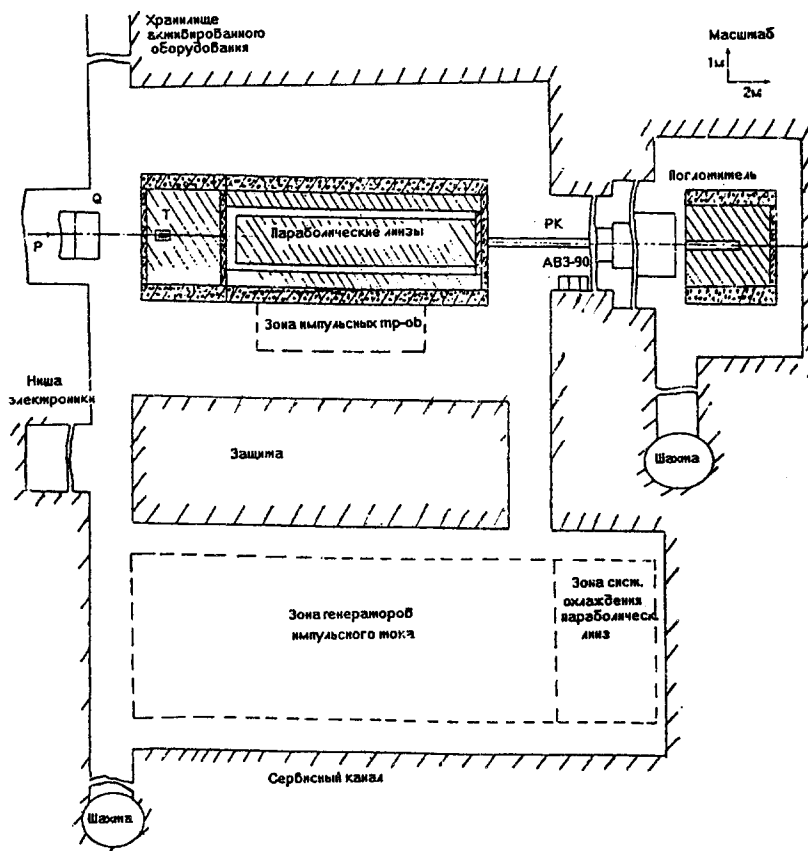 Хранилище
активированного
оборудования
Масштаб
1м
2м
Поглотитель
Q
T
P
Параболические линзы
РК
АВЗ-90
Зона импульсных тр-ов
Ниша
электроники
Защита
Шахта
Зона генераторов
импульсного тока
Зона сист.
охлаждения
параболическ.
линз
Сервисный канал
Шахта